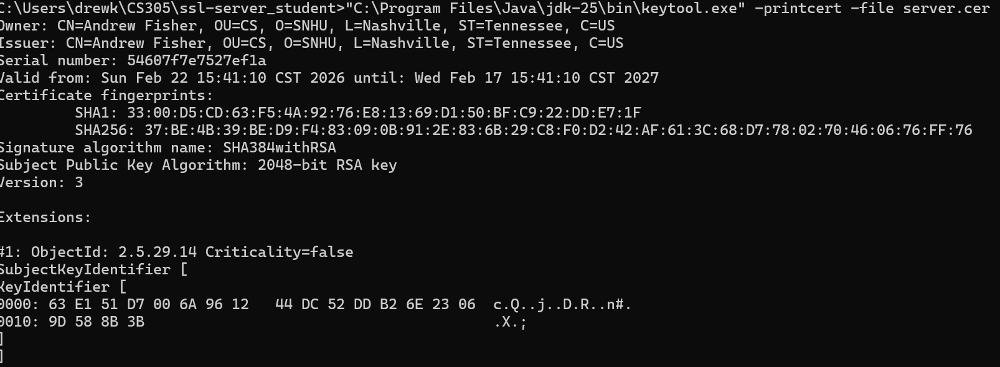 C:\Users\drewk\CS305\ssl-server_student>"C:\Program Files\Java\jdk-25\bin\keytool.exe" -printcert -file server.cer
Owner: CN=Andrew Fisher, OU=CS, O=SNHU, L=Nashville, ST=Tennessee, C=US
Issuer: CN=Andrew Fisher, OU=CS, O=SNHU, L=Nashville, ST=Tennessee, C=US
Serial number: 54607f7e7527ef1a
Valid from: Sun Feb 22 15:41:10 CST 2026 until: Wed Feb 17 15:41:10 CST 2027
Certificate fingerprints:
SHA1: 33:00:D5:CD:63:F5:4A:92:76:E8:13:69:D1:50:BF:C9:22:DD:E7:1F
SHA256: 37:BE:4B:39:BE:D9:F4:83:09:0B:91:2E:83:6B:29:C8:F0:D2:42:AF:61:3C:68:D7:78:02:70:46:06:76:FF:76
Signature algorithm name: SHA384withRSA
Subject Public Key Algorithm: 2048-bit RSA key
Version: 3
Extensions:
#1: ObjectId: 2.5.29.14 Criticality=false
SubjectKeyIdentifier [
KeyIdentifier [
0000: 63 E1 51 D7 00 6A 96 12   44 DC 52 DD B2 6E 23 06  c.Q..j..D.R..n#.
0010: 9D 58 8B 3B                                        .X.;
]
]